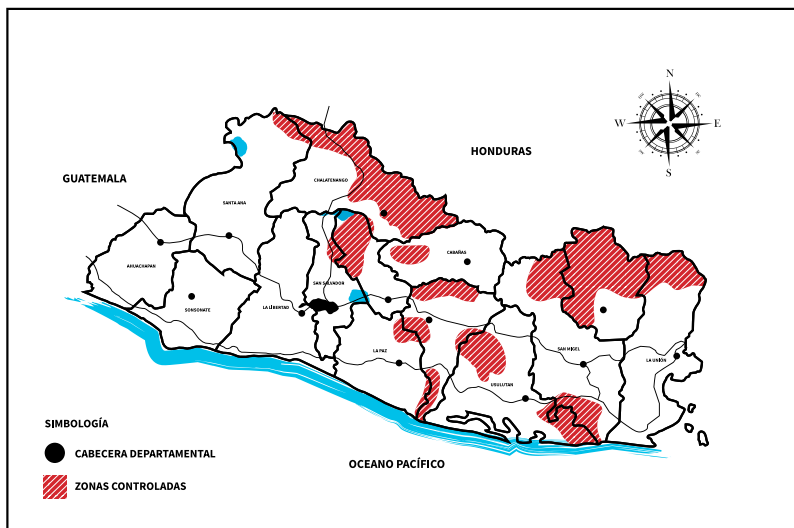 N
W
E
S
HONDURAS
GUATEMALA
CHALATENANGO
SANTA ANA
CABAÑAS
AHUACHAPAN
SAN SALVADOR
SONSONATE
LA LIBERTAD
SAN MIGEL
LA PAZ
LA UNIÓN
USULUTAN
SIMBOLOGÍA
CABECERA DEPARTAMENTAL
OCEANO PACÍFICO
ZONAS CONTROLADAS